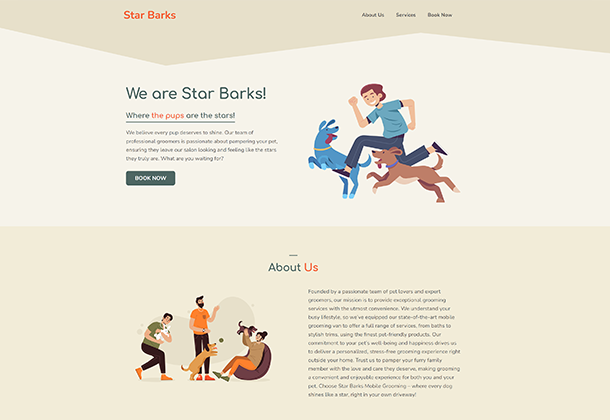 Star Barks
About Us Services Book Now
We are Star Barks!
Where the pups are the stars!
We believe every pup deserves to shine. Our team of
professional groomers is passionate about pampering your pet,
ensuring they leave our salon looking and feeling like the stars
they truly are. What are you waiting for?
BOOK NOW
About Us
Founded by a passionate team of pet lovers and expert
groomers, our mission is to provide exceptional grooming
services with the utmost convenience. We understand your
busy lifestyle, so we've equipped our state-of-the-art mobile
grooming van to offer a full range of services, from baths to
stylish trims, using the finest pet-friendly products. Our
commitment to your pet's well-being and happiness drives us
to deliver a personalized, stress-free grooming experience right
outside your home. Trust us to pamper your furry family
member with the love and care they deserve, making grooming
a convenient and enjoyable experience for both you and your
pet. Choose Star Barks Mobile Grooming – where every dog
shines like a star, right in your own driveway!